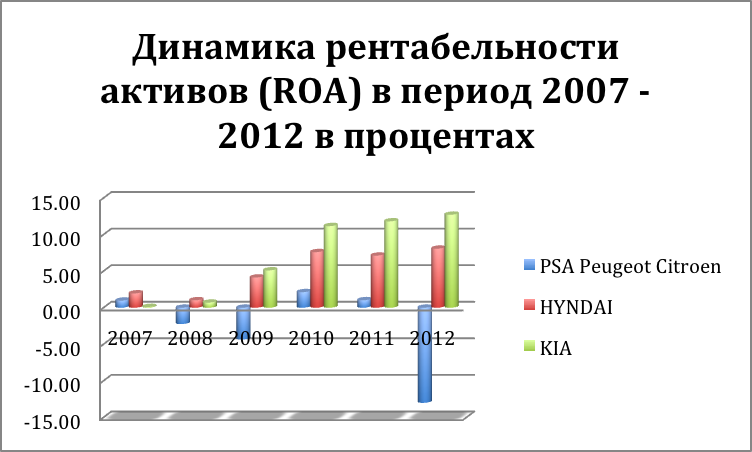 Динамика рентабельности
активов (ROA) в период 2007 -
2012 в процентах
15.00
10.00
5.00
0.00
-5.00
-10.00
-15.00
2007 2008 2009 2010 2011 2012
PSA Peugeot Citroen
HYNDAI
KIA